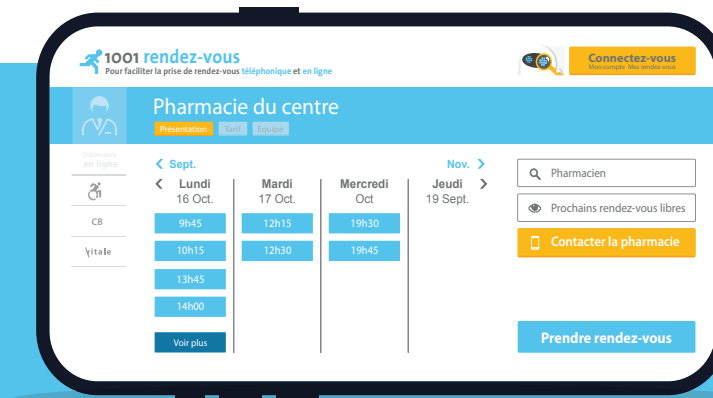 1001 rendez-vous
Pour faciliter la prise de rendez-vous téléphonique et en ligne
Connectez-vous
Mon compte Mes rendez-vous
Pharmacie du centre
Présentation Tarif Equipe
en ligne
CB
Vitale
Sept. Nov.
Lundi Mardi Mercredi Jeudi
16 Oct. 17 Oct. Oct 19 Sept.
9h45 12h15 19h30
10h15 12h30 19h45
13h45
14h00
Voir plus
Pharmacien
Prochains rendez-vous libres
Contacter la pharmacie
Prendre rendez-vous